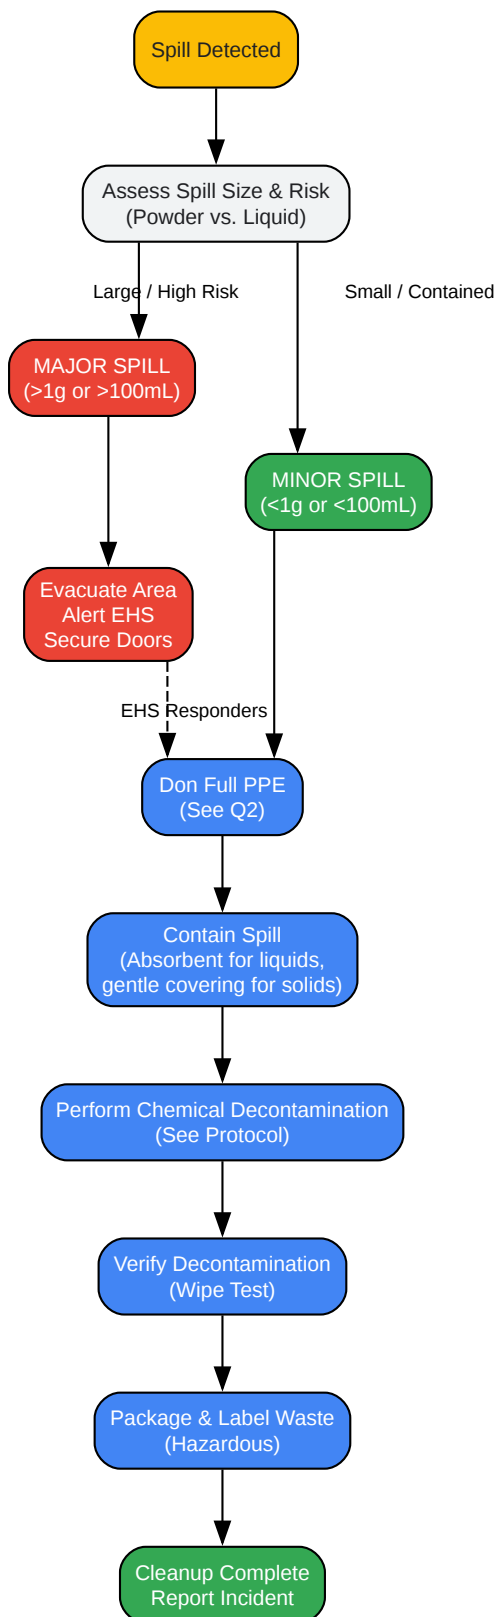 Spill Detected
Assess Spill Size & Risk
(Powder vs. Liquid)
Large / High Risk
Small / Contained
MAJOR SPILL
(>1g or >100mL)
MINOR SPILL
(<1g or <100mL)
Evacuate Area
Alert EHS
Secure Doors
EHS Responders
Don Full PPE
(See Q2)
Contain Spill
(Absorbent for liquids,
gentle covering for solids)
Perform Chemical Decontamination
(See Protocol)
Verify Decontamination
(Wipe Test)
Package & Label Waste
(Hazardous)
Cleanup Complete
Report Incident